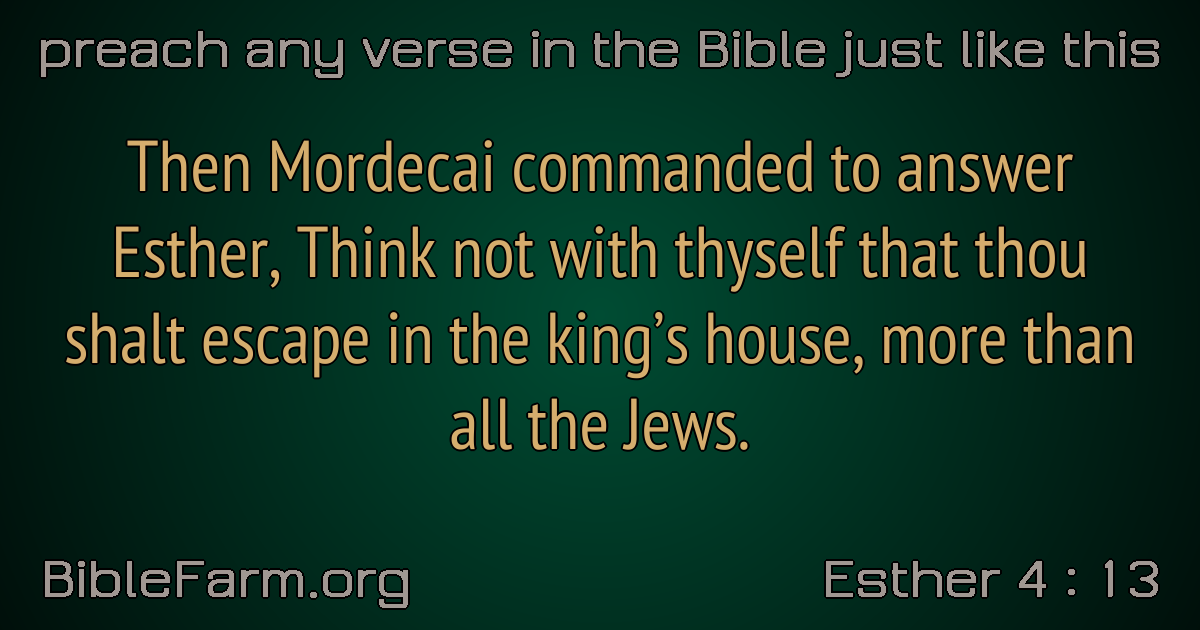 preach any verse in the Bible just like this
Then Mordecai commanded to answer
Esther, Think not with thyself that thou
shalt escape in the king’s house, more than
all the Jews.
BibleFarm.org
Esther 4 : 13